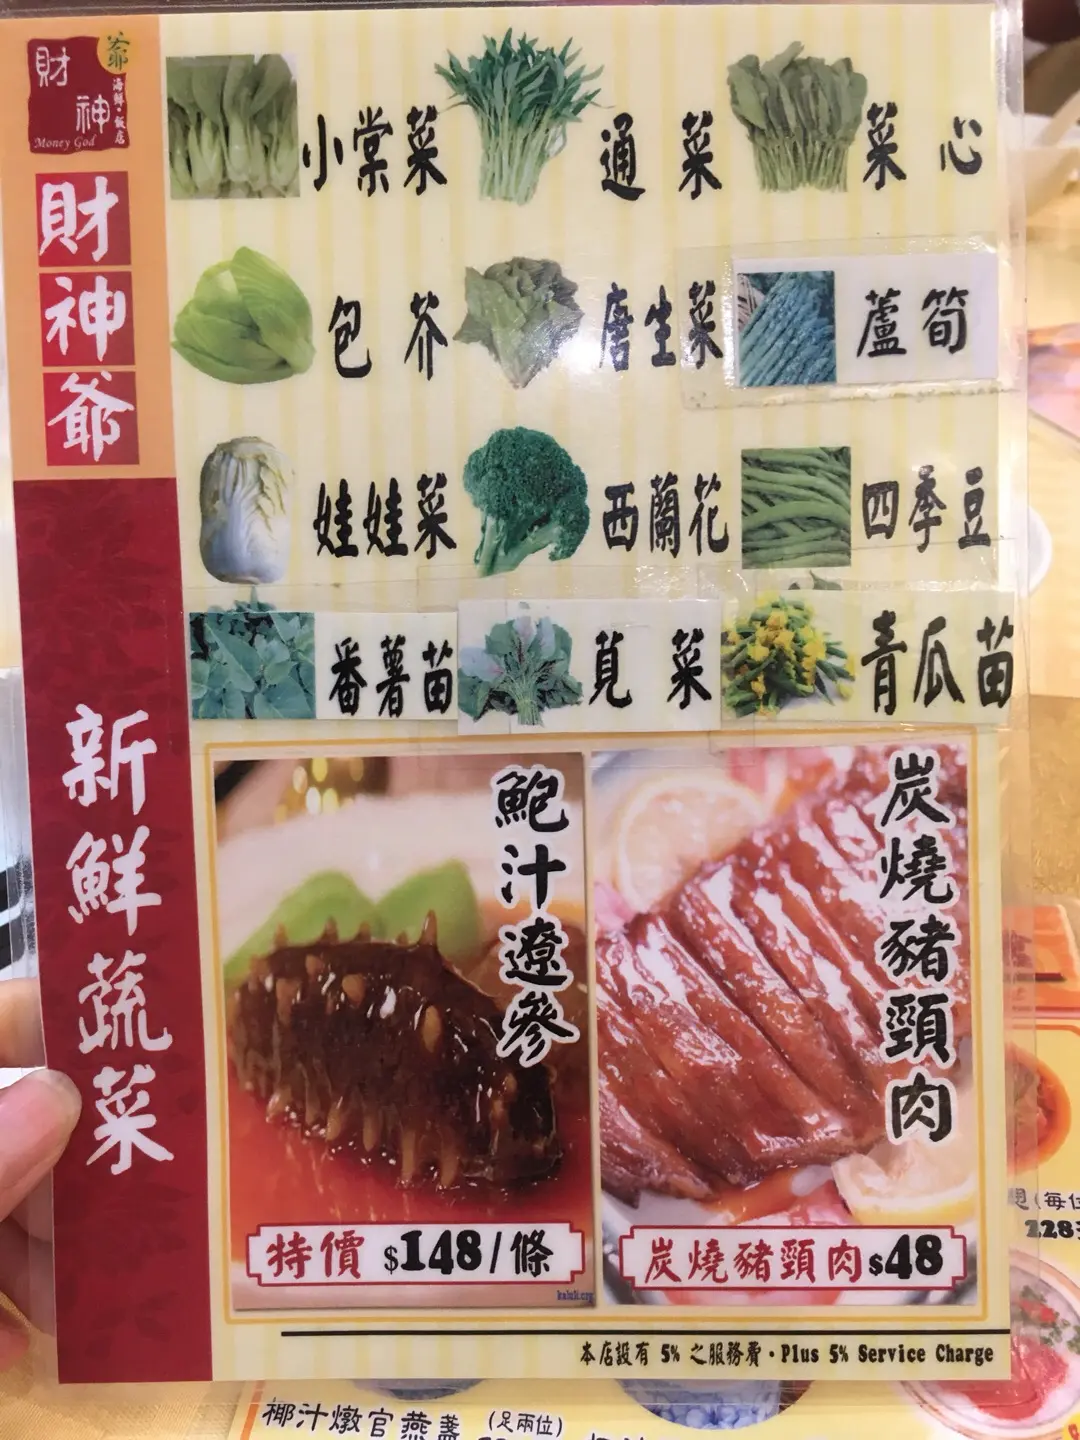 財神爺
海鮮·飯店
Money God
財神爺
新鮮蔬菜
小棠菜
通菜
菜心
包芥
唐生菜
蘆筍
娃娃菜
西蘭花
四季豆
番薯苗
莧菜
青瓜苗
鮑汁遼參
特價 $148/條
炭燒豬頸肉
炭燒豬頸肉$48
本店設有 5% 之服務費·Plus 5% Service Charge
(每位
228
椰汁燉官燕盞 (足兩位)